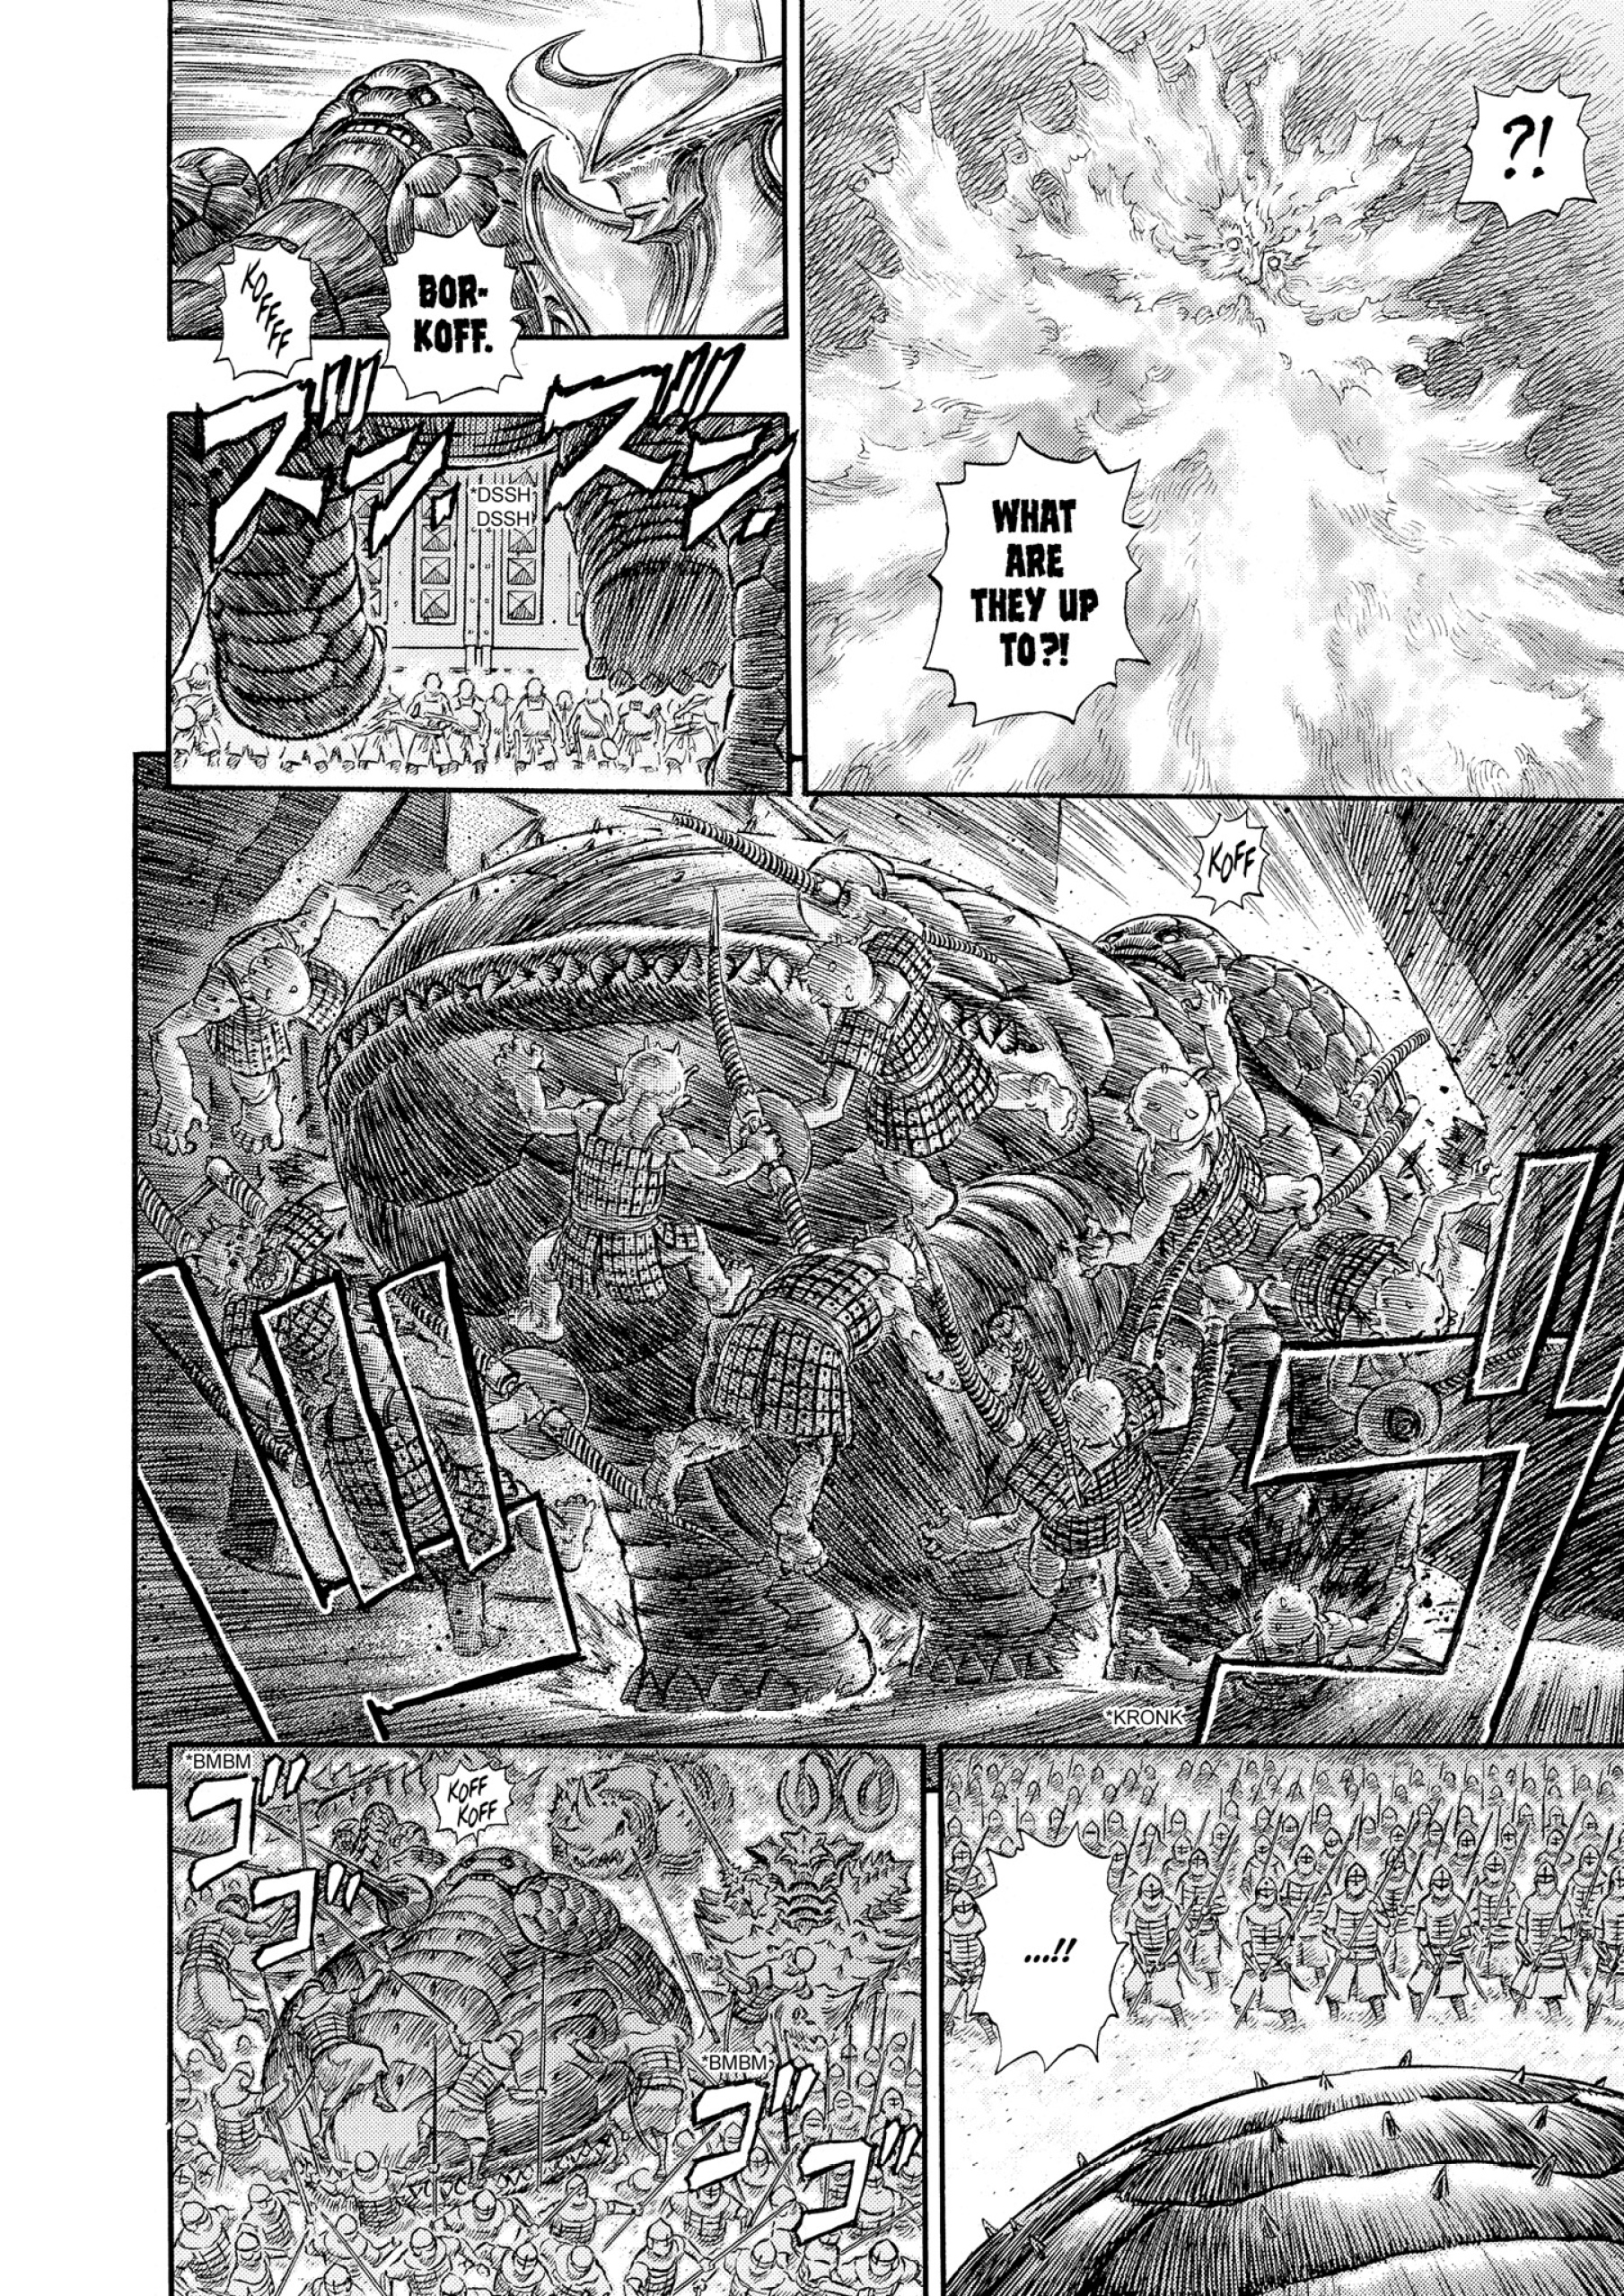 ?!
WHAT
ARE
THEY UP
TO?!
BOR-
KOFF.
KOFFFF
ズン.
ズン.
*DSSH
DSSH
KOFF
*KRONK
...!!
KOFF
KOFF
*BMBM
ゴゴ
*BMBM
ゴゴ